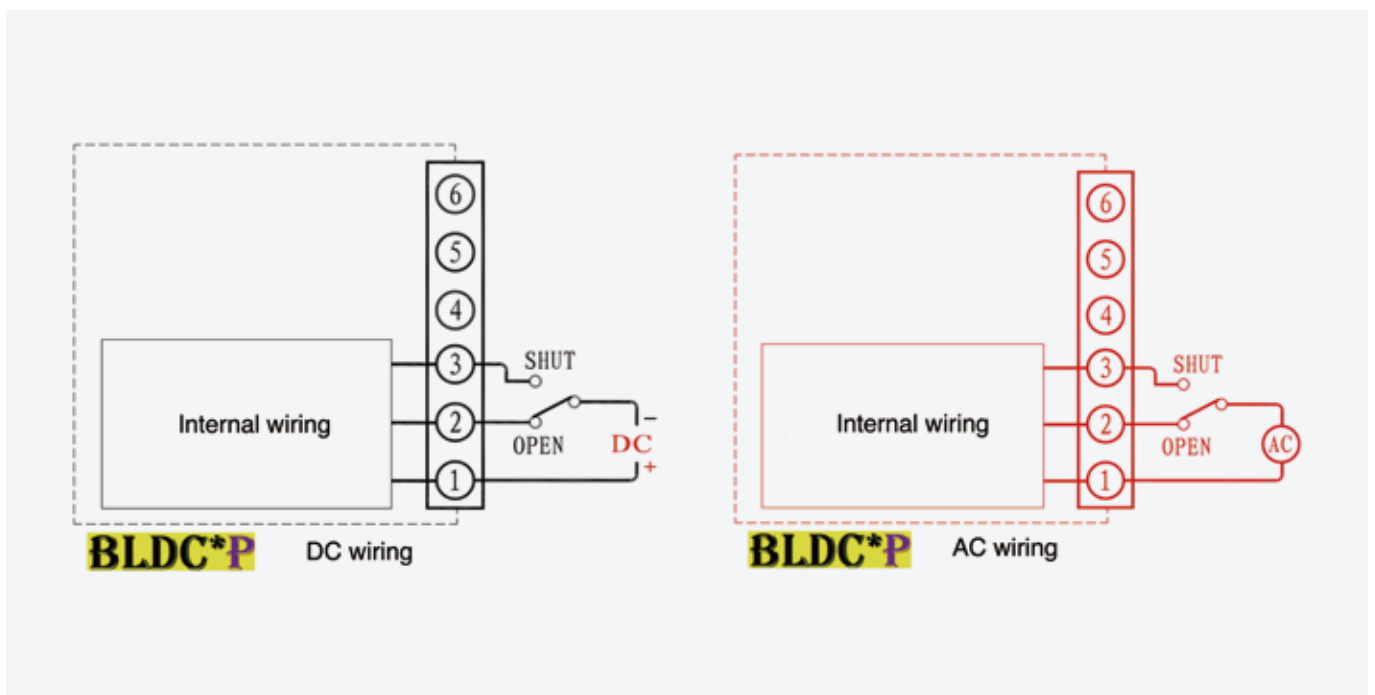 6
5
4
3
SHUT
2
OPEN
1
−
DC
+
Internal wiring
BLDC*P
DC wiring
6
5
4
3
SHUT
2
OPEN
1
AC
Internal wiring
BLDC*P
AC wiring